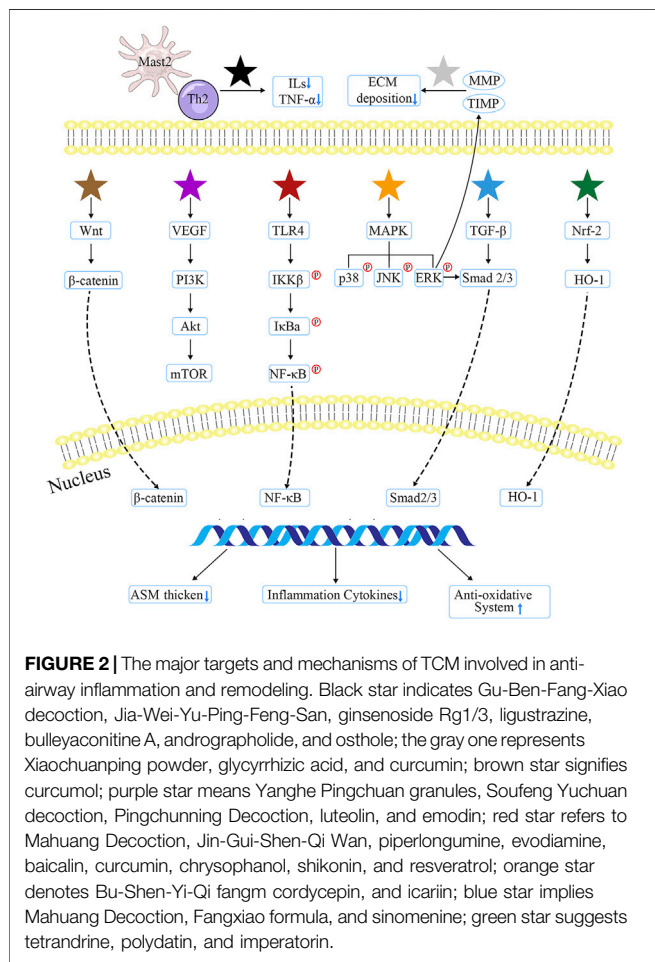 Mast2
Th2
ILs↓
TNF-α↓
ECM
deposition↓
MMP
TIMP
Wnt
VEGF
TLR4
MAPK
TGF-β
Nrf-2
β-catenin
PI3K
IKKβ
P
p38
P
JNK
P
ERK
P
Smad 2/3
HO-1
Akt
IκBa
P
mTOR
NF-κB
P
Nucleus
β-catenin
NF-κB
Smad2/3
HO-1
ASM thicken↓
Inflammation Cytokines↓
Anti-oxidative
System ↑
FIGURE 2 | The major targets and mechanisms of TCM involved in anti-
airway inflammation and remodeling. Black star indicates Gu-Ben-Fang-Xiao
decoction, Jia-Wei-Yu-Ping-Feng-San, ginsenoside Rg1/3, ligustrazine,
bulleyaconitine A, andrographolide, and osthole; the gray one represents
Xiaochuanping powder, glycyrrhizic acid, and curcumin; brown star signifies
curcumol; purple star means Yanghe Pingchuan granules, Soufeng Yuchuan
decoction, Pingchunning Decoction, luteolin, and emodin; red star refers to
Mahuang Decoction, Jin-Gui-Shen-Qi Wan, piperlongumine, evodiamine,
baicalin, curcumin, chrysophanol, shikonin, and resveratrol; orange star
denotes Bu-Shen-Yi-Qi fangm cordycepin, and icariin; blue star implies
Mahuang Decoction, Fangxiao formula, and sinomenine; green star suggests
tetrandrine, polydatin, and imperatorin.